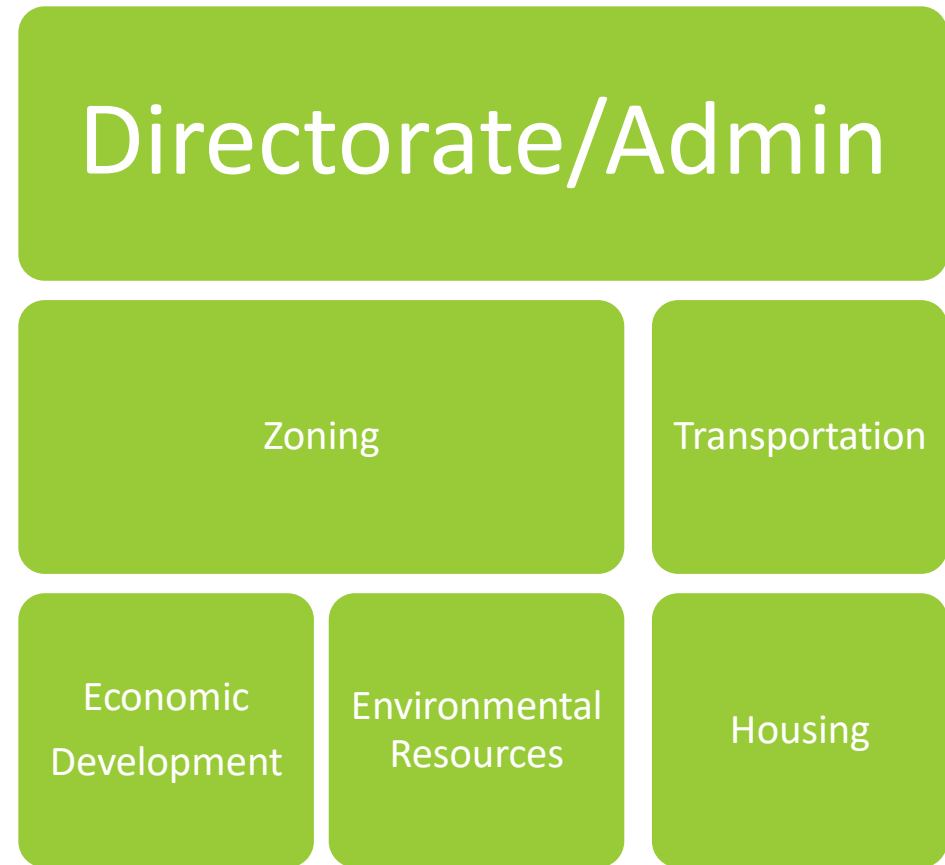 Directorate/Admin
Zoning
Transportation
Economic
Development
Environmental
Resources
Housing